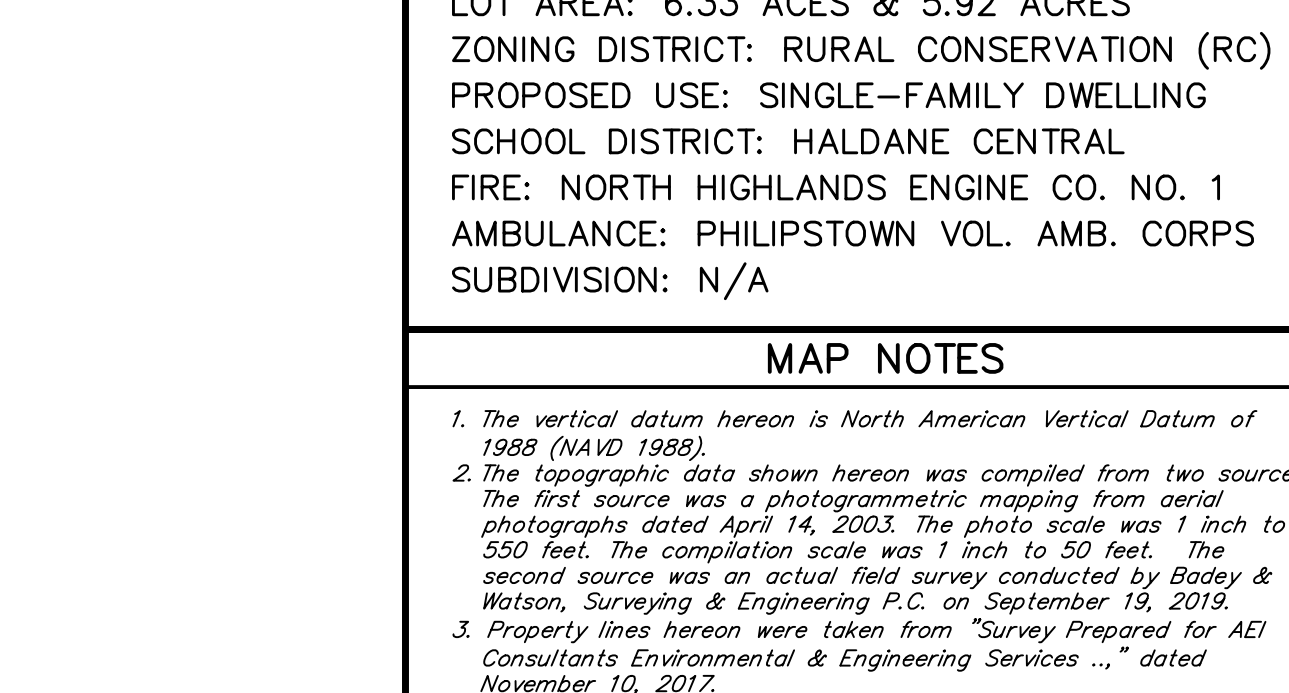 LOT AREA: 6.33 ACES & 5.92 ACRES
ZONING DISTRICT: RURAL CONSERVATION (RC)
PROPOSED USE: SINGLE–FAMILY DWELLING
SCHOOL DISTRICT: HALDANE CENTRAL
FIRE: NORTH HIGHLANDS ENGINE CO. NO. 1
AMBULANCE: PHILIPSTOWN VOL. AMB. CORPS
SUBDIVISION: N/A
MAP NOTES
1. The vertical datum hereon is North American Vertical Datum of
1988 (NAVD 1988).
2. The topographic data shown hereon was compiled from two source
The first source was a photogrammetric mapping from aerial
photographs dated April 14, 2003. The photo scale was 1 inch to
550 feet. The compilation scale was 1 inch to 50 feet. The
second source was an actual field survey conducted by Badey &
Watson, Surveying & Engineering P.C. on September 19, 2019.
3. Property lines hereon were taken from "Survey Prepared for AEI
Consultants Environmental & Engineering Services ..," dated
November 10, 2017.